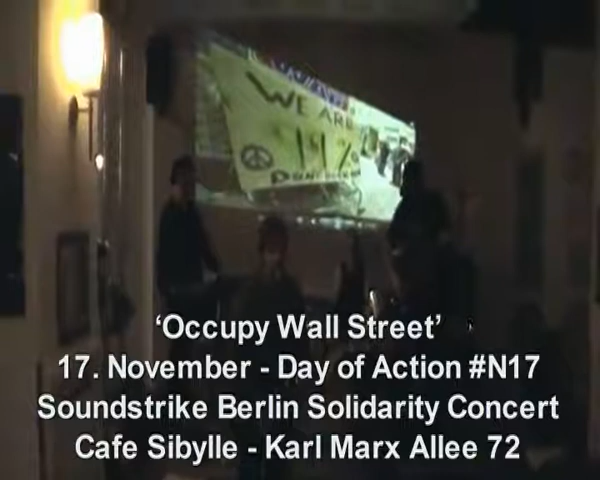 WE ARE
'Occupy Wall Street'
17. November - Day of Action #N17
Soundstrike Berlin Solidarity Concert
Cafe Sibylle - Karl Marx Allee 72